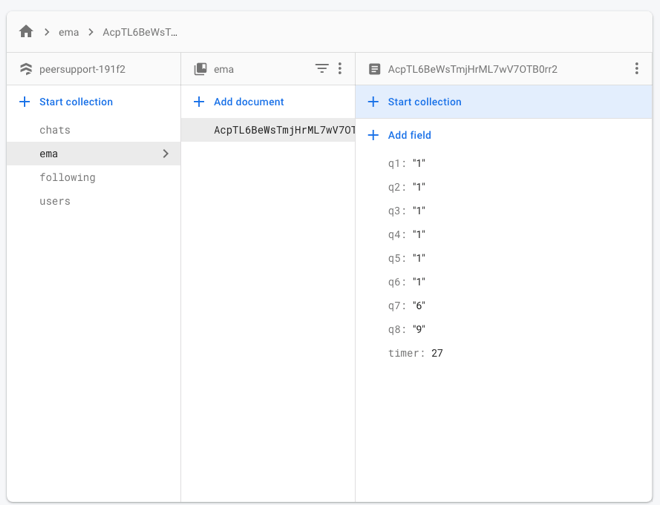 ema
AcpTL6BeWsT...
peersupport-191f2
Start collection
chats
ema
following
users
ema
Add document
AcpTL6BeWsTmjHrML7wV7OT
AcpTL6BeWsTmjHrML7wV7OTB0rr2
Start collection
Add field
q1: "1"
q2: "1"
q3: "1"
q4: "1"
q5: "1"
q6: "1"
q7: "6"
q8: "9"
timer: 27